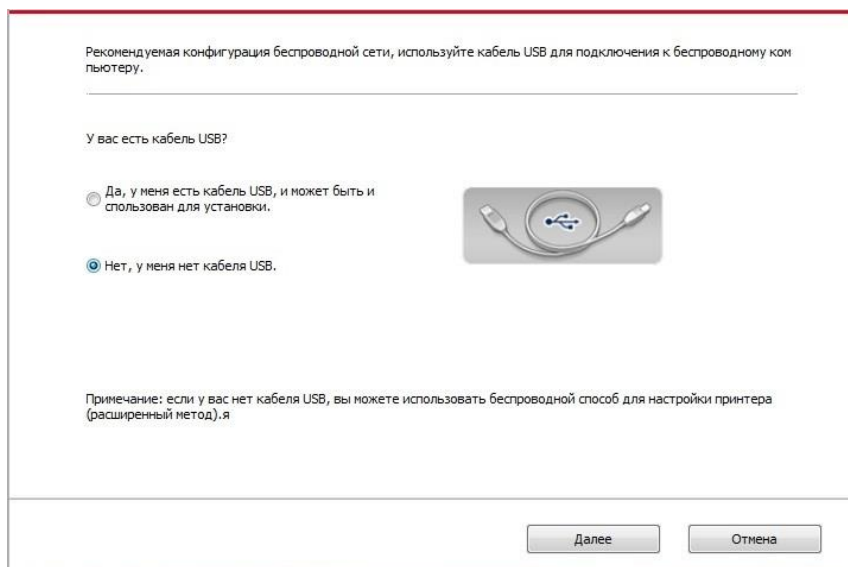 Рекомендуемая конфигурация беспроводной сети, используйте кабель USB для подключения к беспроводному ком
пьютеру.
У вас есть кабель USB?
Да, у меня есть кабель USB, и может быть и
спользован для установки.
Нет, у меня нет кабеля USB.
Примечание: если у вас нет кабеля USB, вы можете использовать беспроводной способ для настройки принтера
(расширенный метод).я
Далее
Отмена